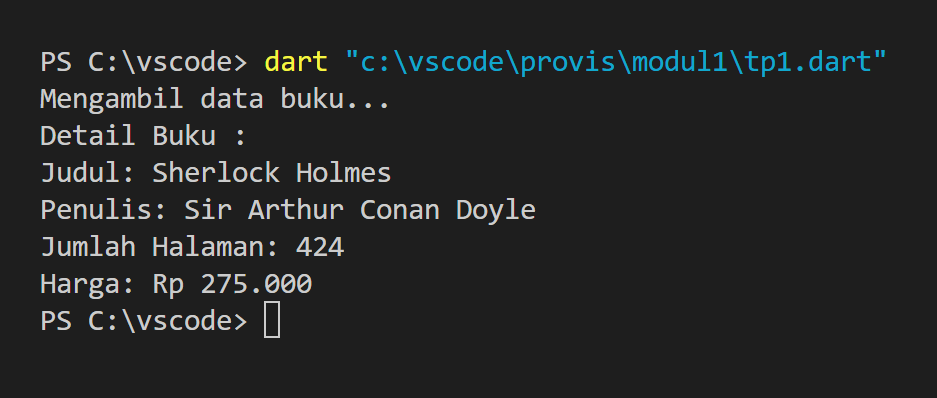 PS C:\vscode> dart "c:\vscode\provis\modul1\tp1.dart"
Mengambil data buku...
Detail Buku :
Judul: Sherlock Holmes
Penulis: Sir Arthur Conan Doyle
Jumlah Halaman: 424
Harga: Rp 275.000
PS C:\vscode>